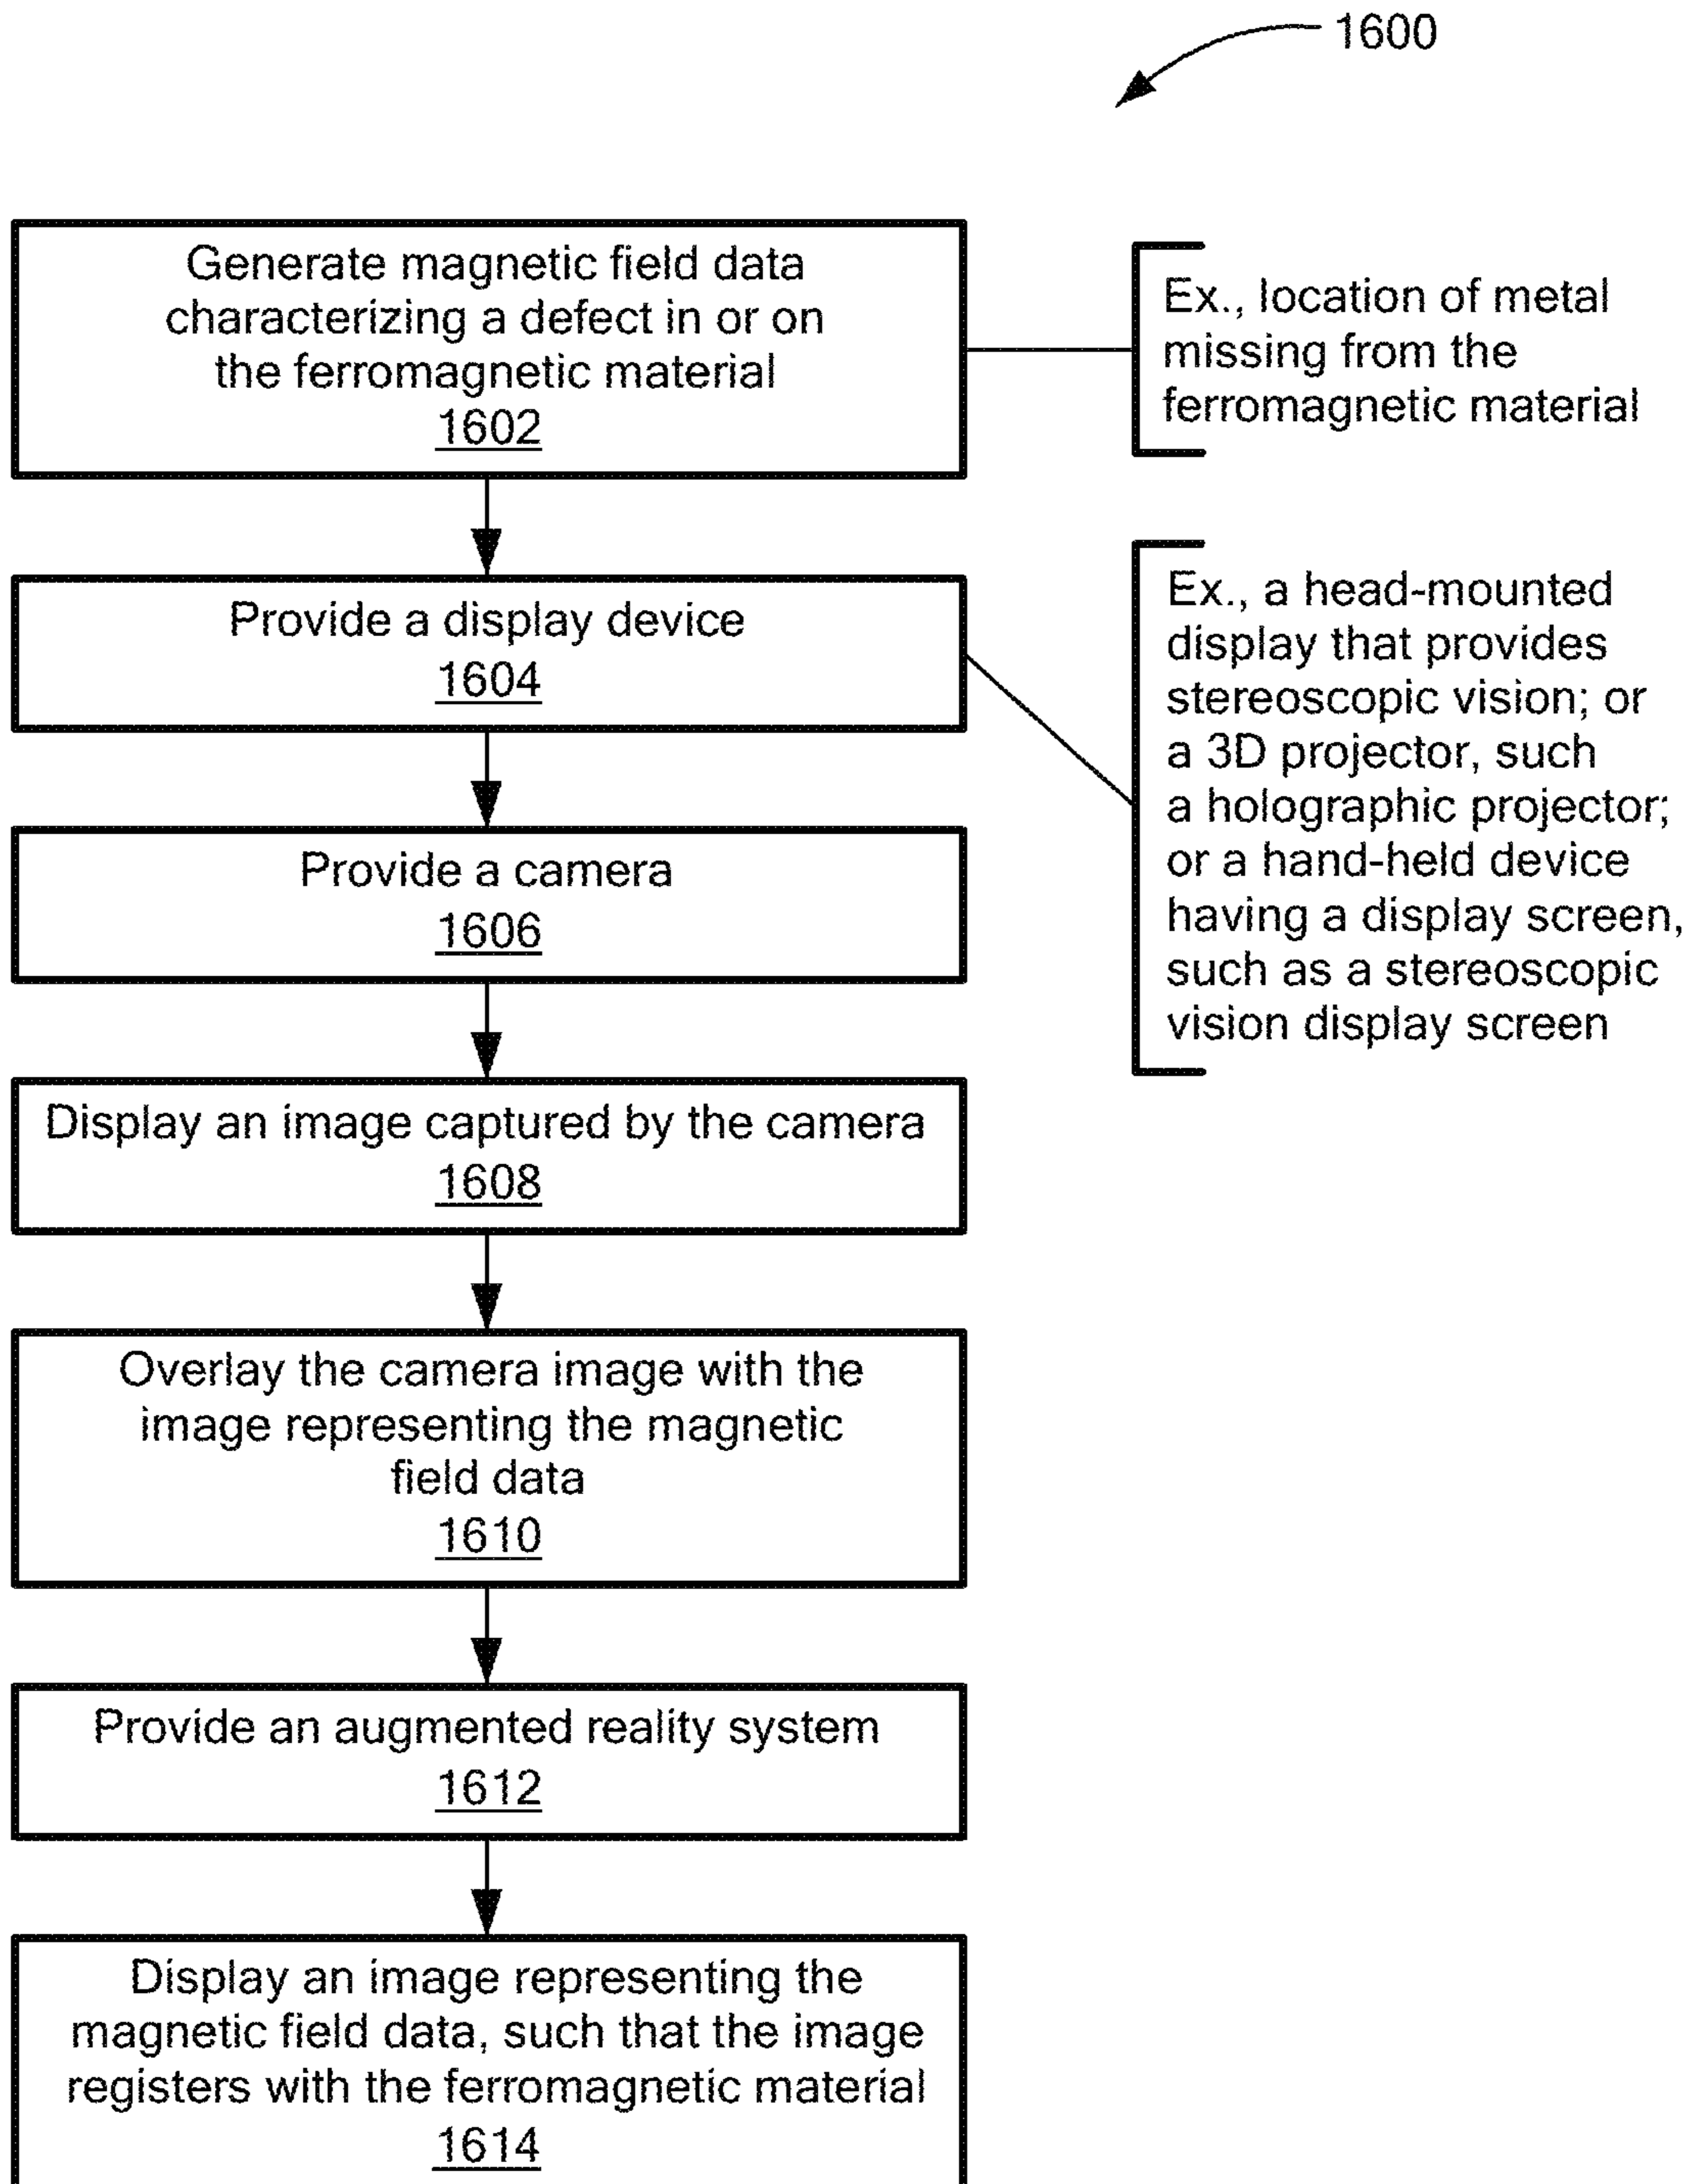 1600
Generate magnetic field data
characterizing a defect in or on
the ferromagnetic material
1602
Ex., location of metal
missing from the
ferromagnetic material
Provide a display device
1604
Ex., a head-mounted
display that provides
stereoscopic vision; or
a 3D projector, such
a holographic projector;
or a hand-held device
having a display screen,
such as a stereoscopic
vision display screen
Provide a camera
1606
Display an image captured by the camera
1608
Overlay the camera image with the
image representing the magnetic
field data
1610
Provide an augmented reality system
1612
Display an image representing the
magnetic field data, such that the image
registers with the ferromagnetic material
1614